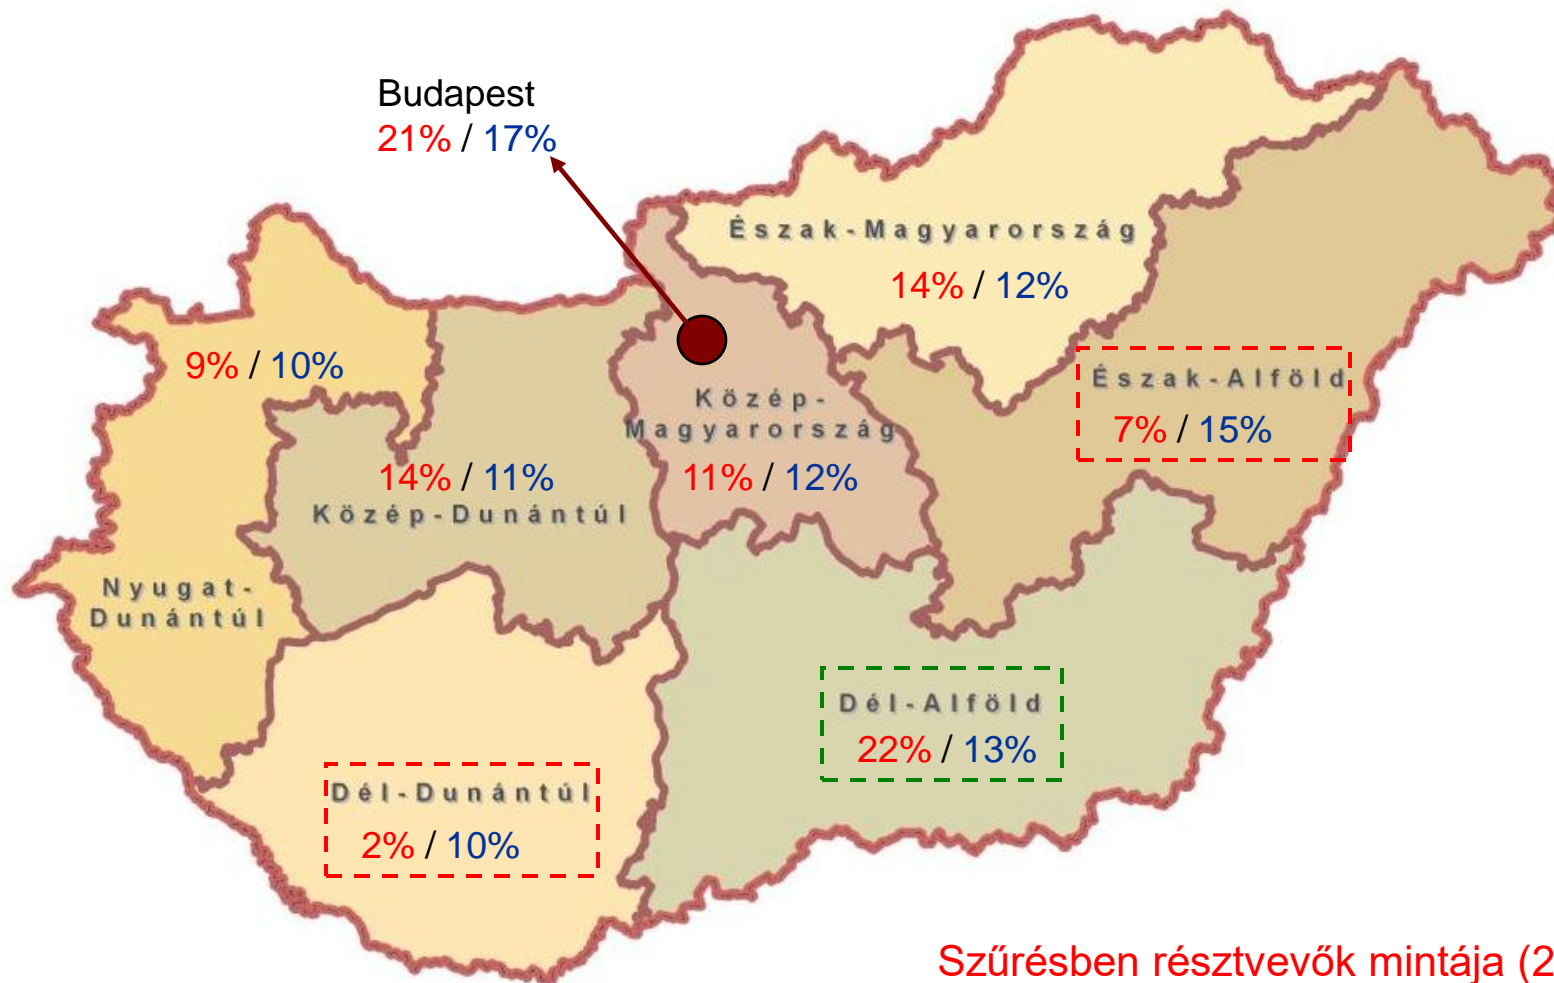 Budapest
21% / 17%
Észak-Magyarország
14% / 12%
9% / 10%
Észak-Alföld
7% / 15%
Közép-
Magyarország
11% / 12%
14% / 11%
Közép-Dunántúl
Nyugat-
Dunántúl
Dél-Alföld
22% / 13%
Dél-Dunántúl
2% / 10%
Szűrésben résztvevők mintája (2